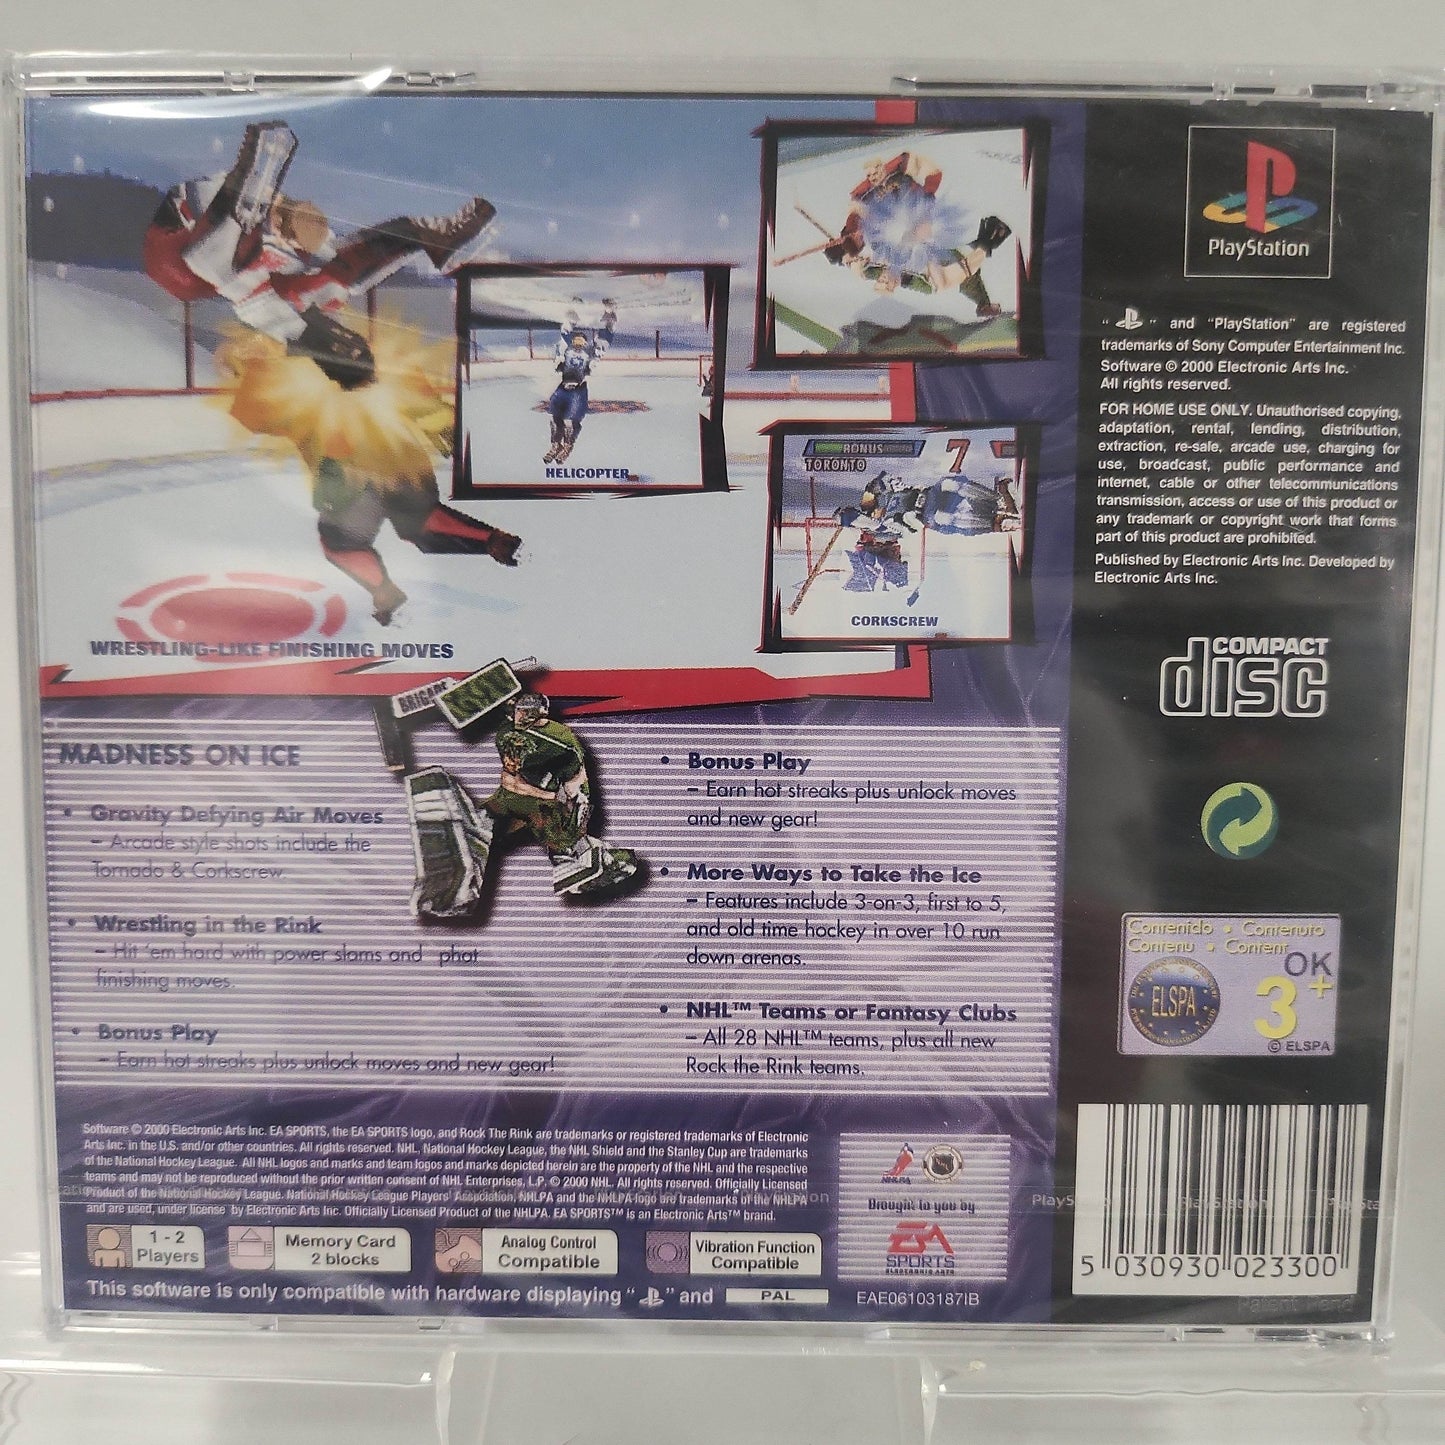 HELICOPTER
BONUS
TORONTO
7
CORKSCREW
WRESTLING-LIKE FINISHING MOVES
BRIGADE
MADNESS ON ICE
• Gravity Defying Air Moves
– Arcade style shots include the
Tornado & Corkscrew.
• Wrestling in the Rink
– Hit 'em hard with power slams and phat
finishing moves.
• Bonus Play
– Earn hot streaks plus unlock moves and new gear!
• Bonus Play
– Earn hot streaks plus unlock moves
and new gear!
• More Ways to Take the Ice
– Features include 3-on-3, first to 5,
and old time hockey in over 10 run
down arenas.
• NHL™ Teams or Fantasy Clubs
– All 28 NHL™ teams, plus all new
Rock the Rink teams.
Software © 2000 Electronic Arts Inc. EA SPORTS, the EA SPORTS logo, and Rock The Rink are trademarks or registered trademarks of Electronic
Arts Inc. in the U.S. and/or other countries. All rights reserved. NHL, National Hockey League, the NHL Shield and the Stanley Cup are trademarks
of the National Hockey League. All NHL logos and marks and team logos and marks depicted herein are the property of the NHL and the respective
teams and may not be reproduced without the prior written consent of NHL Enterprises, L.P. © 2000 NHL. All rights reserved. Officially Licensed
Product of the National Hockey League. National Hockey League Players' Association, NHLPA and the NHLPA logo are trademarks of the NHLPA
and are used, under license by Electronic Arts Inc. Officially Licensed Product of the NHLPA. EA SPORTS™ is an Electronic Arts™ brand.
1 - 2
Players
Memory Card
2 blocks
Analog Control
Compatible
Vibration Function
Compatible
This software is only compatible with hardware displaying " " and PAL
NHLPA
Brought to you by
EA
SPORTS
ELECTRONIC ARTS
EAE06103187IB
PlayStation
" " and "PlayStation" are registered
trademarks of Sony Computer Entertainment Inc.
Software © 2000 Electronic Arts Inc.
All rights reserved.
FOR HOME USE ONLY. Unauthorised copying,
adaptation, rental, lending, distribution,
extraction, re-sale, arcade use, charging for
use, broadcast, public performance and
internet, cable or other telecommunications
transmission, access or use of this product or
any trademark or copyright work that forms
part of this product are prohibited.
Published by Electronic Arts Inc. Developed by
Electronic Arts Inc.
COMPACT
disc
Contenido • Contenuto
Contenu • Content
OK
ELSPA
3+
© ELSPA
5 030930 023300